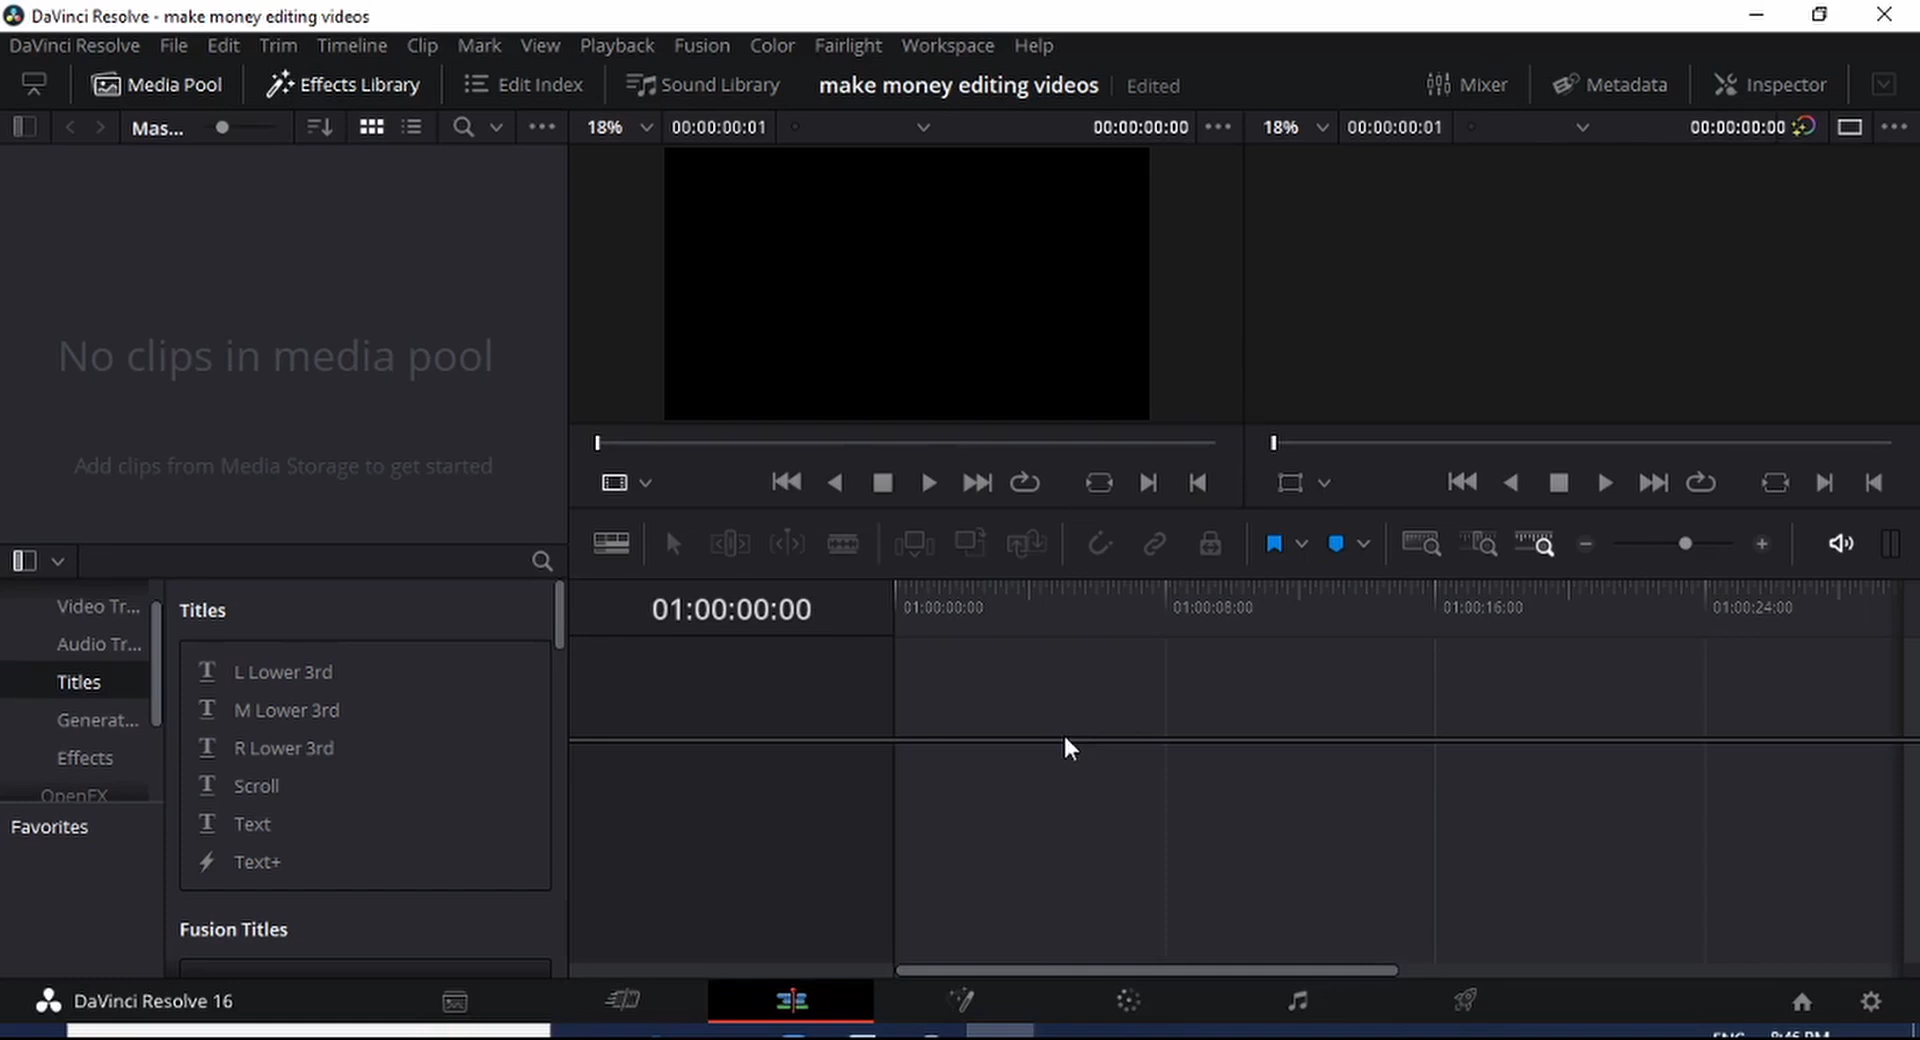 DaVinci Resolve - make money editing videos
DaVinci Resolve File Edit Trim Timeline Clip Mark View Playback Fusion Color Fairlight Workspace Help
Media Pool Effects Library Edit Index Sound Library make money editing videos Edited Mixer Metadata Inspector
Mas... 18% 00:00:00:01 00:00:00:00 18% 00:00:00:01 00:00:00:00
No clips in media pool
Add clips from Media Storage to get started
01:00:00:00 01:00:00:00 01:00:08:00 01:00:16:00 01:00:24:00
Video Tr...
Audio Tr...
Titles
Generat...
Effects
OpenFX
Favorites
Titles
L Lower 3rd
M Lower 3rd
R Lower 3rd
Scroll
Text
Text+
Fusion Titles
DaVinci Resolve 16
ENG 8:46 PM